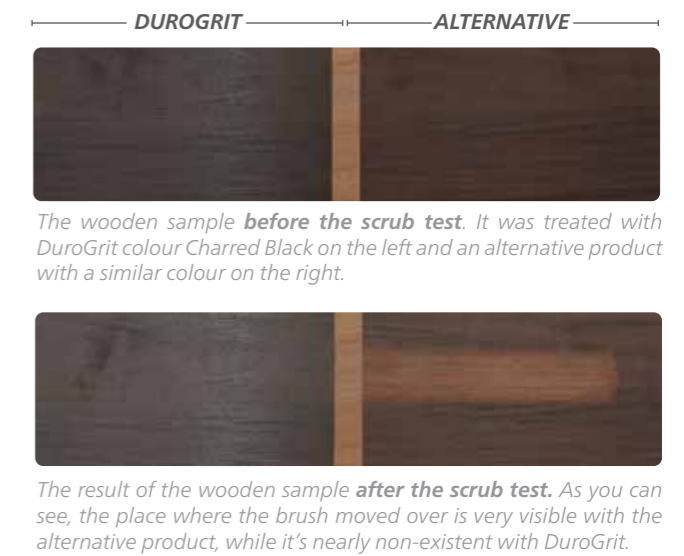 DUROGRIT ALTERNATIVE
The wooden sample before the scrub test. It was treated with
DuroGrit colour Charred Black on the left and an alternative product
with a similar colour on the right.
The result of the wooden sample after the scrub test. As you can
see, the place where the brush moved over is very visible with the
alternative product, while it’s nearly non-existent with DuroGrit.